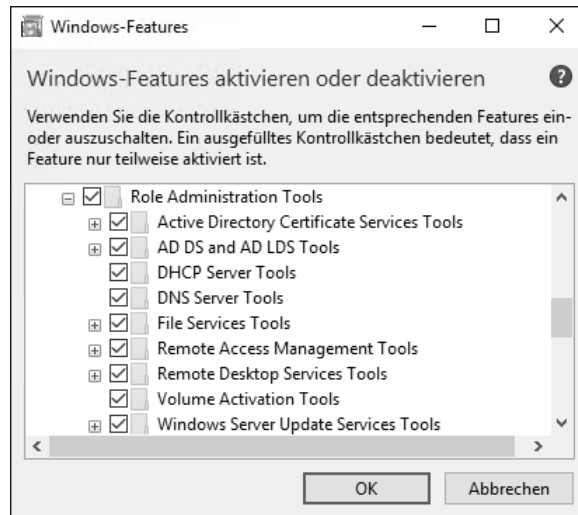 Windows-Features
Windows-Features aktivieren oder deaktivieren
Verwenden Sie die Kontrollkästchen, um die entsprechenden Features ein-
oder auszuschalten. Ein ausgefülltes Kontrollkästchen bedeutet, dass ein
Feature nur teilweise aktiviert ist.
Role Administration Tools
Active Directory Certificate Services Tools
AD DS and AD LDS Tools
DHCP Server Tools
DNS Server Tools
File Services Tools
Remote Access Management Tools
Remote Desktop Services Tools
Volume Activation Tools
Windows Server Update Services Tools
OK Abbrechen